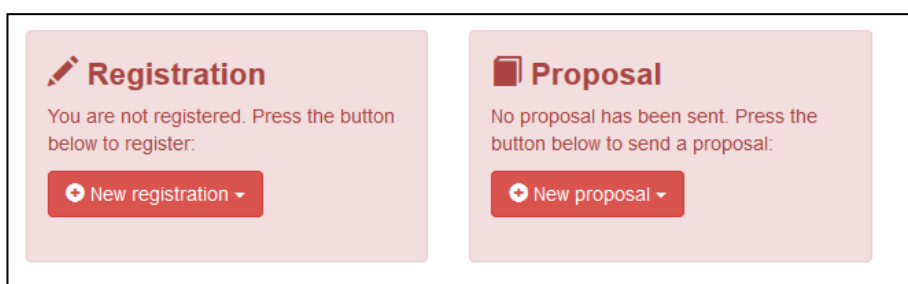 Registration
You are not registered. Press the button
below to register:
New registration
Proposal
No proposal has been sent. Press the
button below to send a proposal:
New proposal